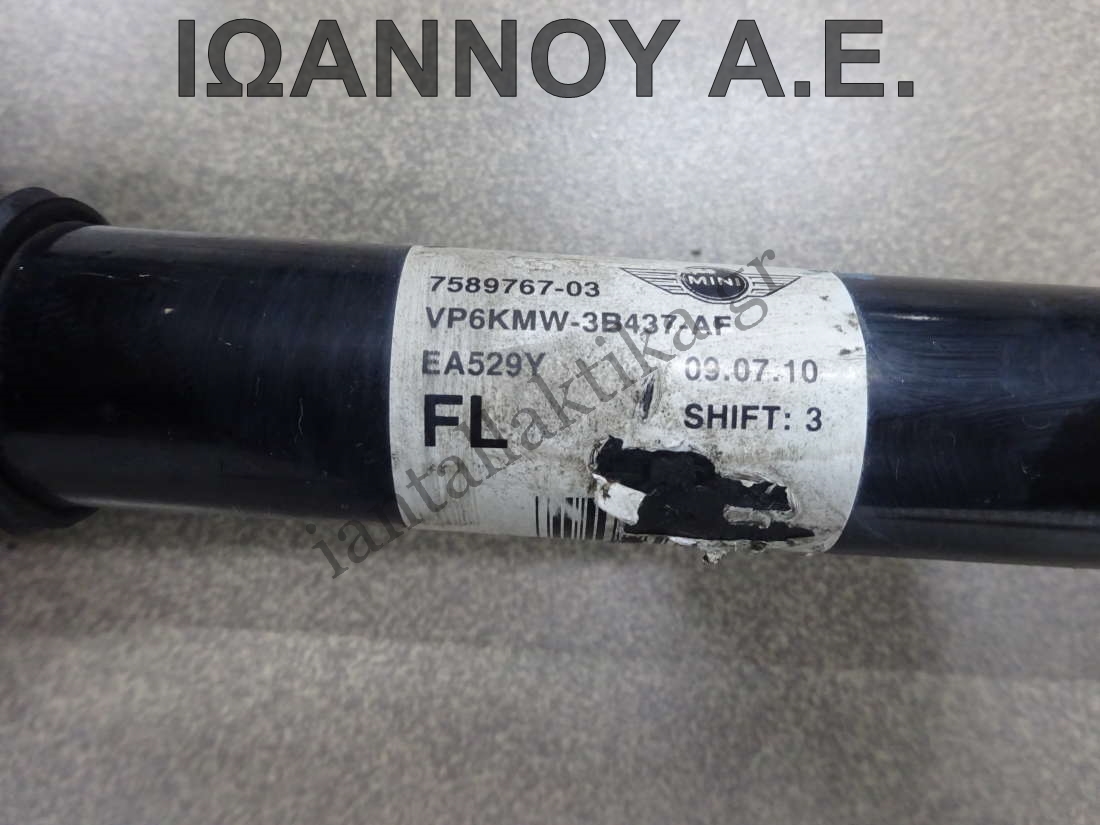 ΙΩΑΝΝΟΥ Α.Ε.
7589767-03
MINI
VP6KMW-3B437-AF
EA529Y 09.07.10
FL SHIFT: 3
iantallaktika.gr